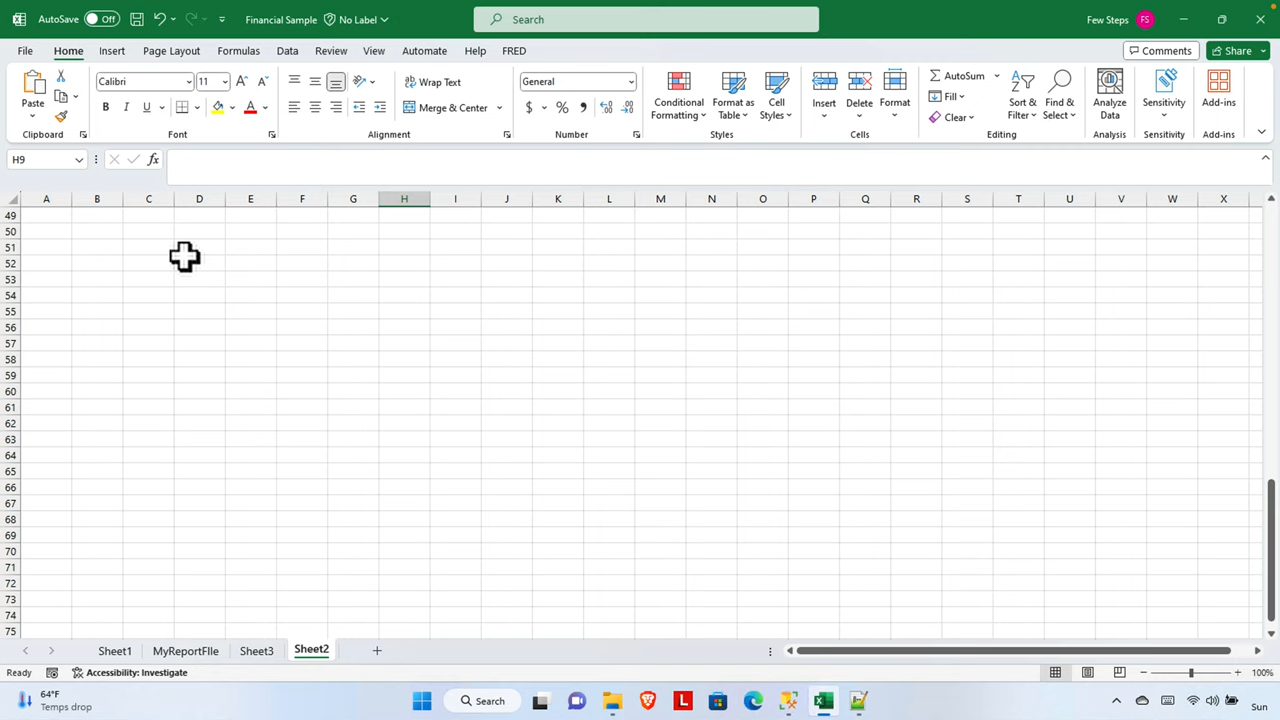 AutoSave Off Financial Sample No Label Search Few Steps FS
File Home Insert Page Layout Formulas Data Review View Automate Help FRED Comments Share
Paste Calibri 11 Wrap Text General Conditional Formatting Format as Table Cell Styles Insert Delete Format AutoSum Fill Clear Sort & Filter Find & Select Analyze Data Sensitivity Add-ins
B I U A Merge & Center $ %
Clipboard Font Alignment Number Styles Cells Editing Analysis Sensitivity Add-ins
H9 fx
A B C D E F G H I J K L M N O P Q R S T U V W X
49
50
51
52
53
54
55
56
57
58
59
60
61
62
63
64
65
66
67
68
69
70
71
72
73
74
75
Sheet1 MyReportFIle Sheet3 Sheet2
Ready Accessibility: Investigate 100%
64°F
Temps drop Search L Sun